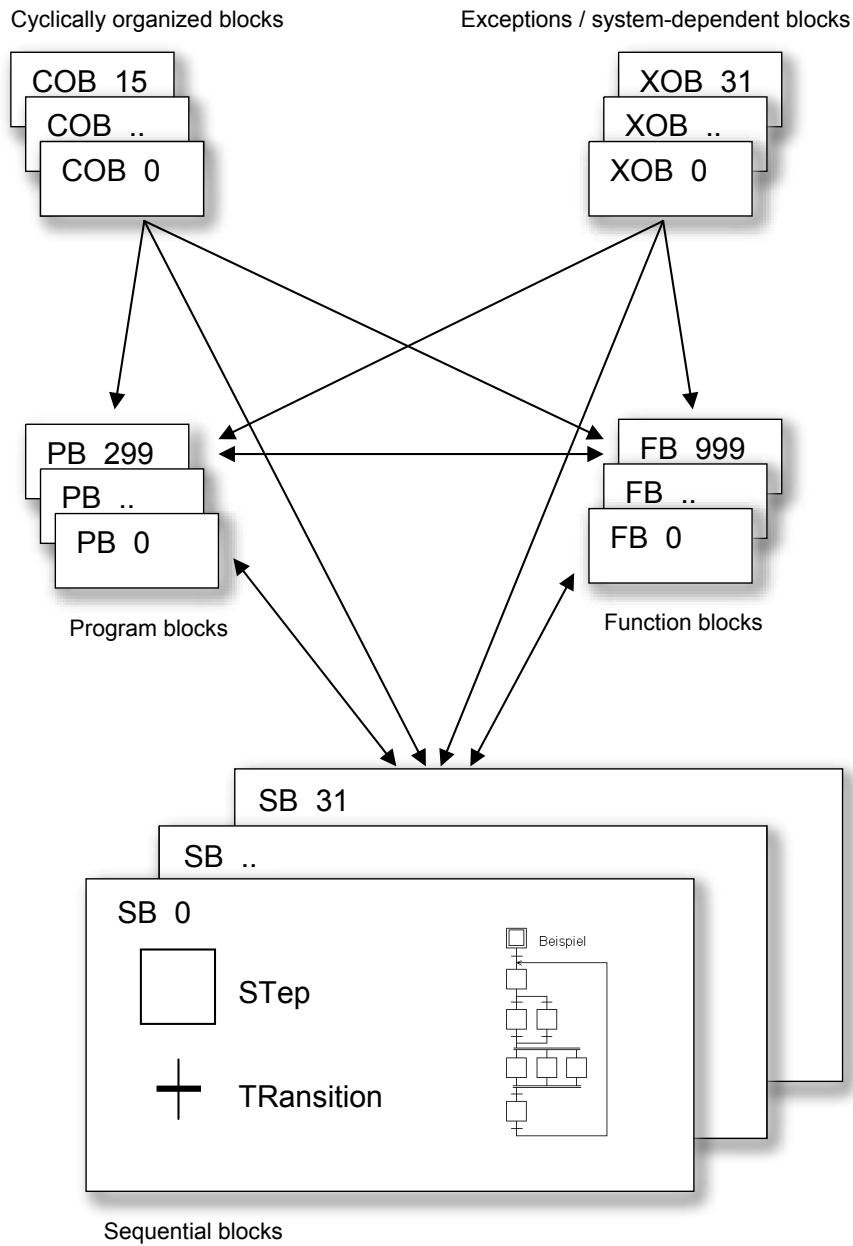 Cyclically organized blocks
Exceptions / system-dependent blocks
COB 15
COB ..
COB 0
XOB 31
XOB ..
XOB 0
PB 299
PB ..
PB 0
FB 999
FB ..
FB 0
Program blocks
Function blocks
SB 31
SB ..
SB 0
Beispiel
STep
TRansition
Sequential blocks